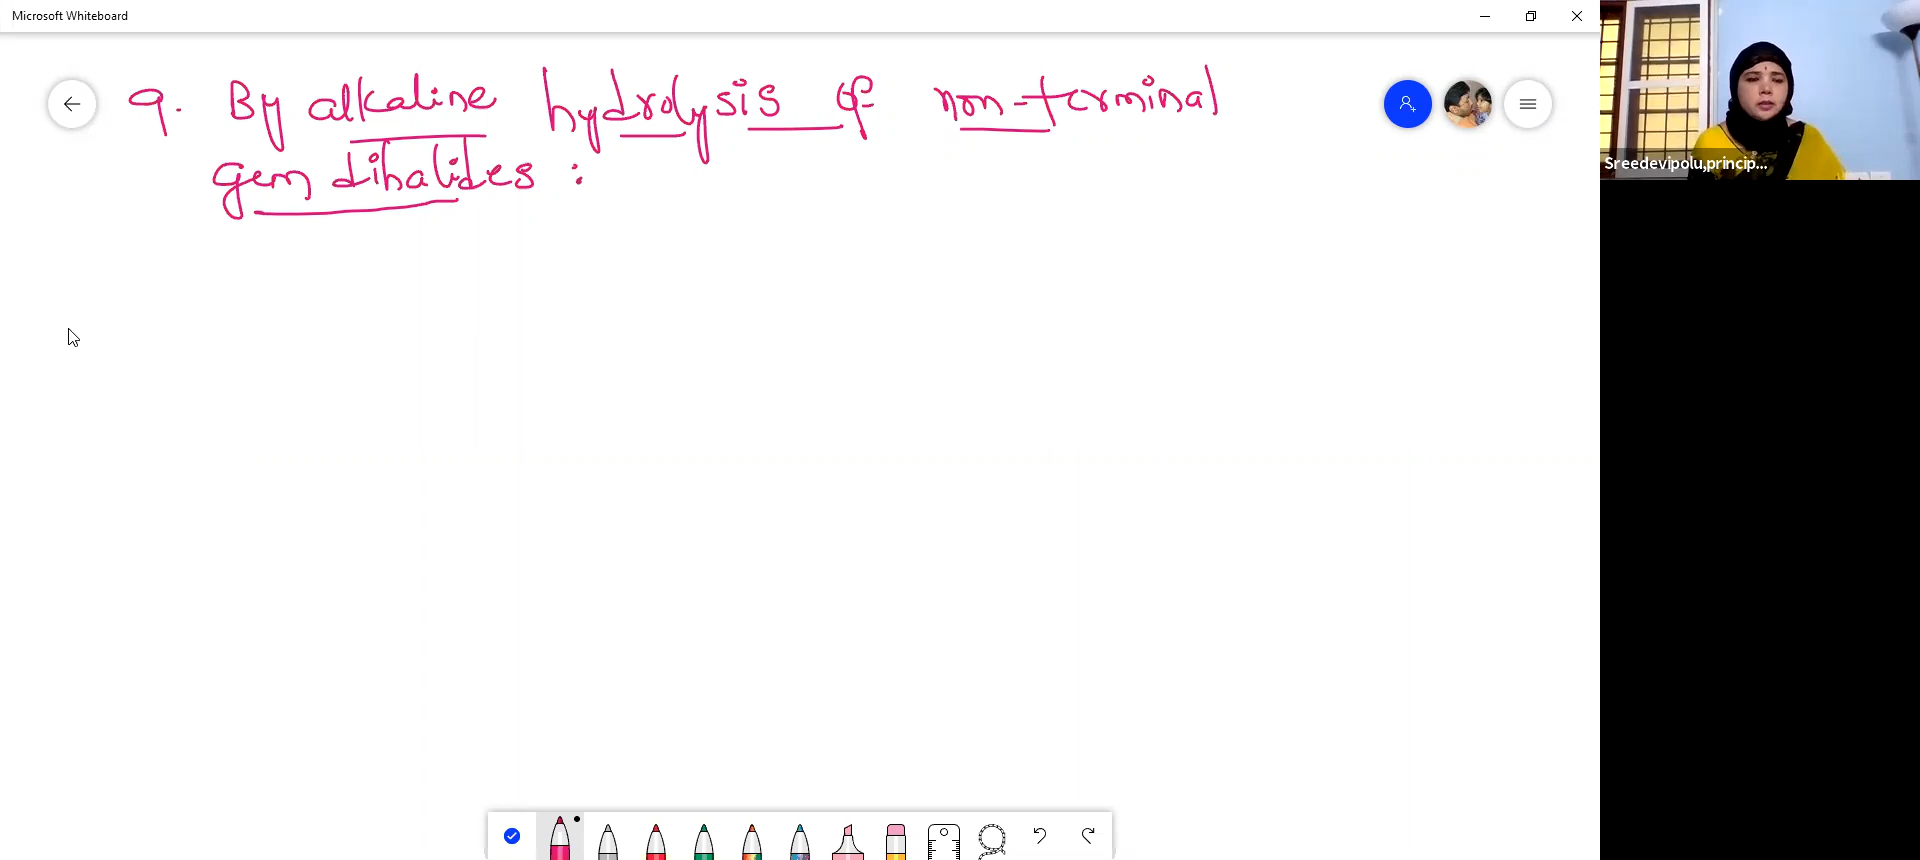 Microsoft Whiteboard
9. By alkaline hydrolysis of non-terminal
gem dihalides :
Sreedevipolu,princip...